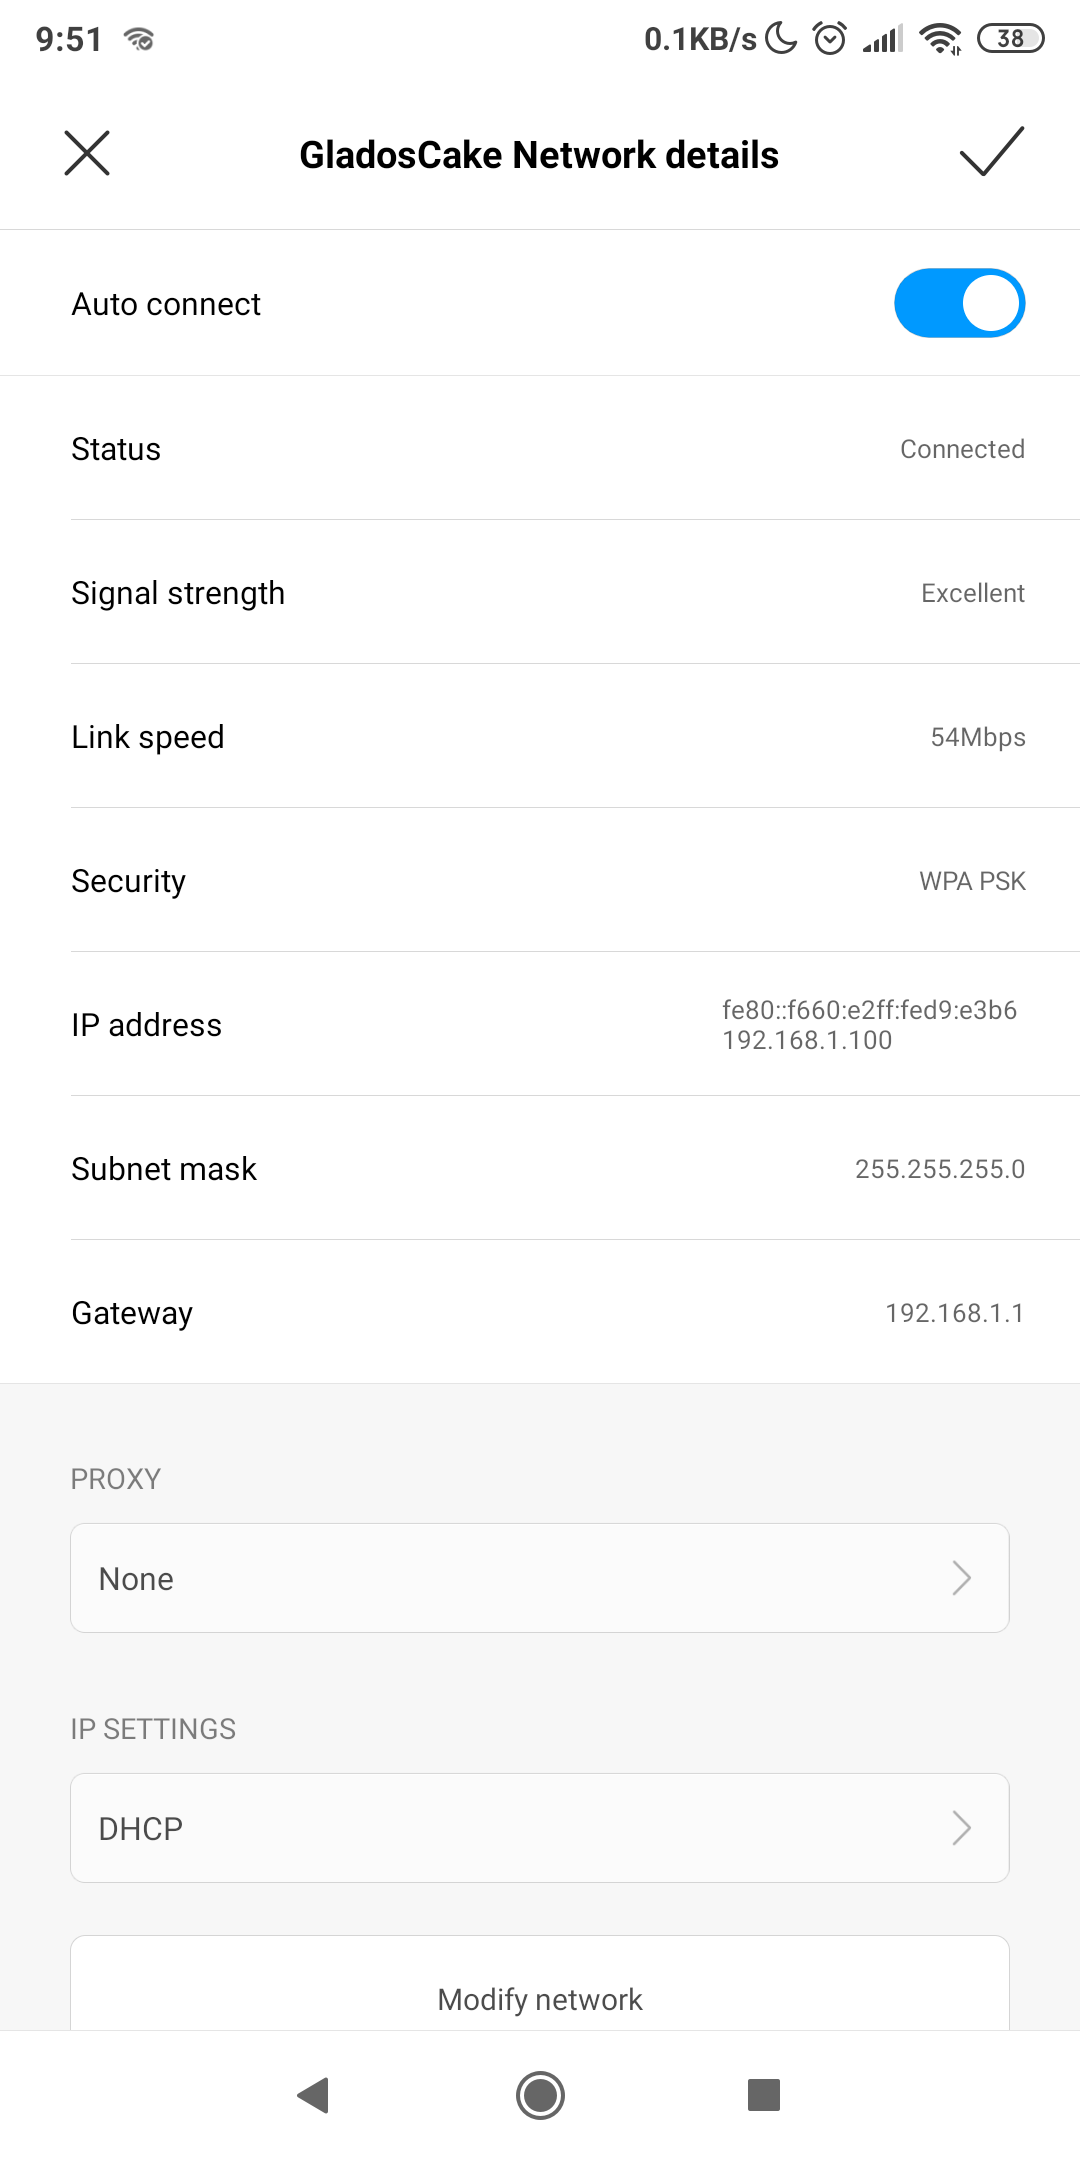 9:51 0.1KB/s 38
GladosCake Network details
Auto connect
Status Connected
Signal strength Excellent
Link speed 54Mbps
Security WPA PSK
IP address fe80::f660:e2ff:fed9:e3b6
192.168.1.100
Subnet mask 255.255.255.0
Gateway 192.168.1.1
PROXY
None
IP SETTINGS
DHCP
Modify network